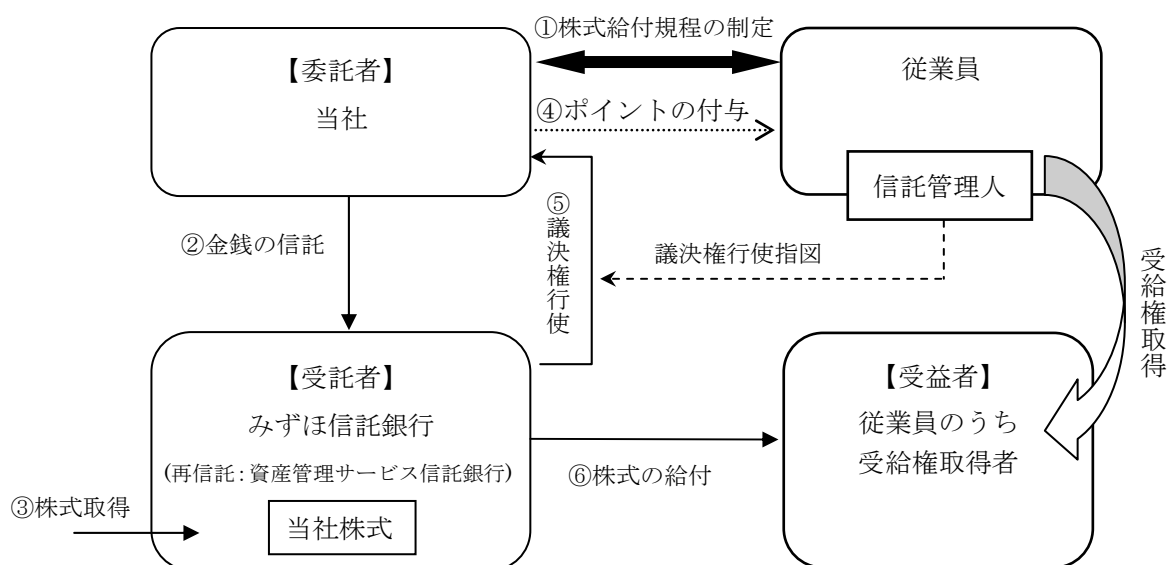 ①株式給付規程の制定
【委託者】
当社
従業員
④ポイントの付与
信託管理人
②金銭の信託
⑤議決権行使
議決権行使指図
受給権取得
【受託者】
みずほ信託銀行
(再信託:資産管理サービス信託銀行)
③株式取得
当社株式
⑥株式の給付
【受益者】
従業員のうち
受給権取得者